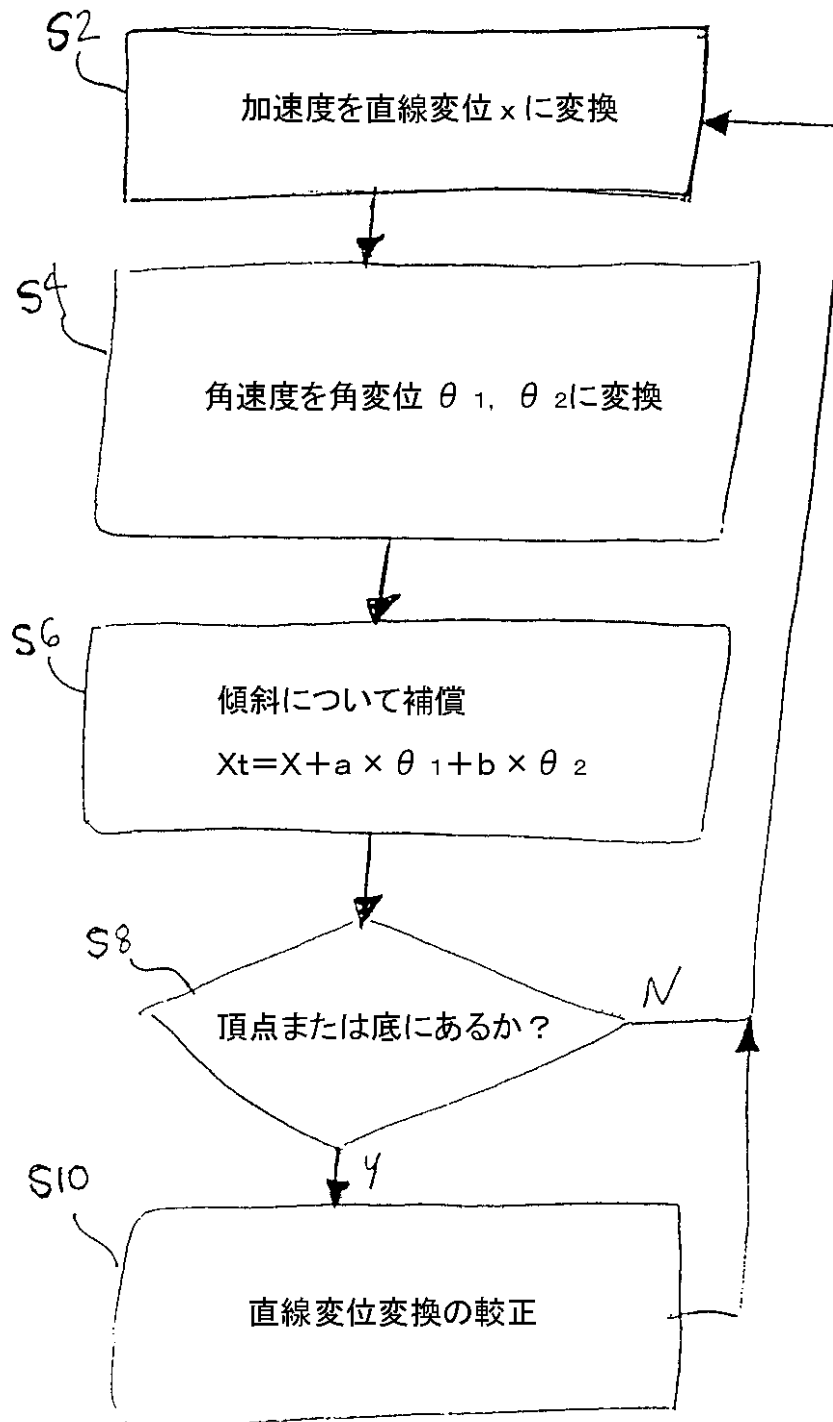 S2
加速度を直線変位 x に変換
S4
角速度を角変位 θ 1, θ 2に変換
S6
傾斜について補償
Xt=X+a × θ 1+b × θ 2
S8
頂点または底にあるか？
N
Y
S10
直線変位変換の較正